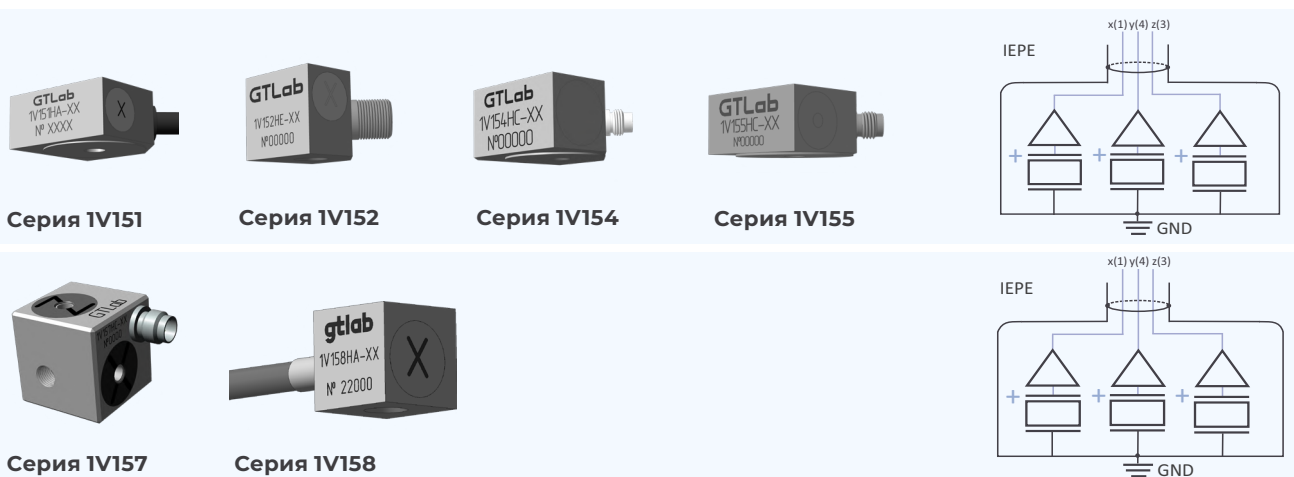 x(1) y(4) z(3)
IEPE
GTLab
1V151HA-XX
№ XXXX
X
GTLab
1V152HE-XX
№00000
X
GTLab
1V154HC-XX
№00000
GTLab
1V155HC-XX
№00000
+ + +
Серия 1V151
Серия 1V152
Серия 1V154
Серия 1V155
GND
x(1) y(4) z(3)
IEPE
Z
GTLab
№0000
gtlab
1V158HA-XX
№ 22000
X
+ + +
Серия 1V157
Серия 1V158
GND